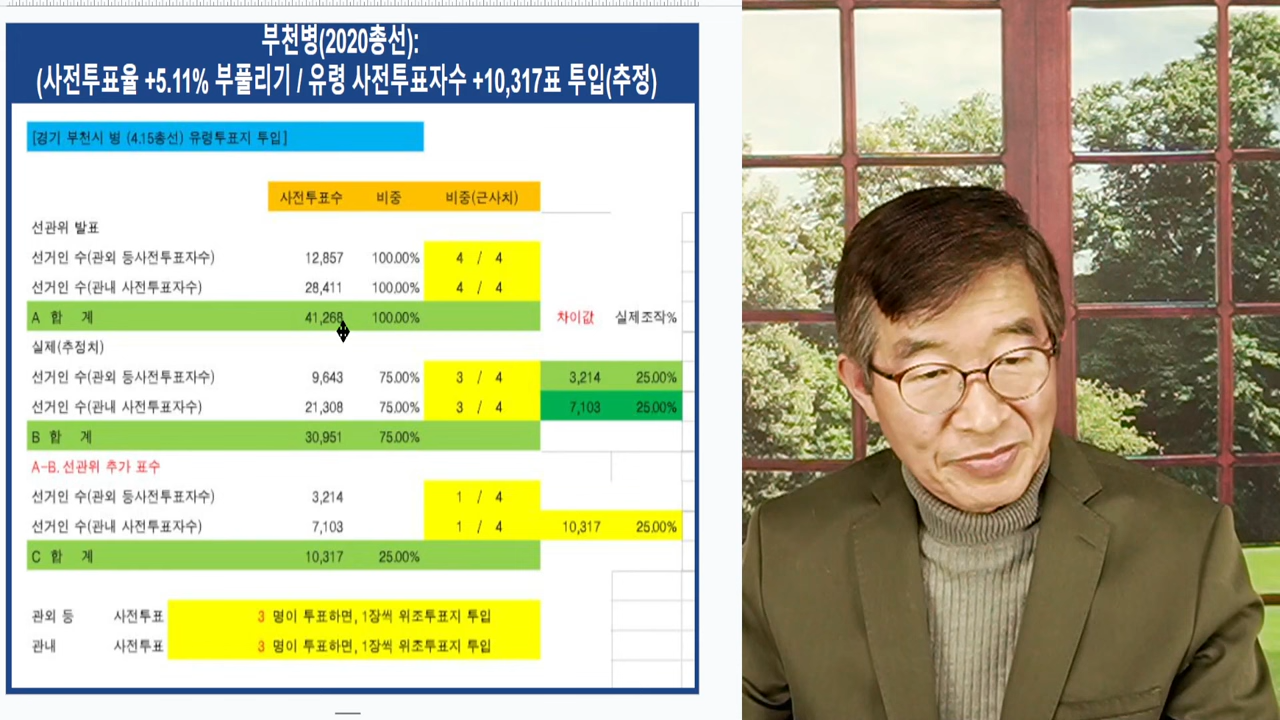 부천병(2020총선):
(사전투표율 +5.11% 부풀리기 / 유령 사전투표자수 +10,317표 투입(추정)
[경기 부천시 병 (4.15총선) 유령투표지 투입]
사전투표수 비중 비중(근사치)
선관위 발표
선거인 수(관외 등사전투표자수) 12,857 100.00% 4 / 4
선거인 수(관내 사전투표자수) 28,411 100.00% 4 / 4
A 합 계 41,268 100.00% 차이값 실제조작%
실제(추정치)
선거인 수(관외 등사전투표자수) 9,643 75.00% 3 / 4 3,214 25.00%
선거인 수(관내 사전투표자수) 21,308 75.00% 3 / 4 7,103 25.00%
B 합 계 30,951 75.00%
A-B.선관위 추가 표수
선거인 수(관외 등사전투표자수) 3,214 1 / 4
선거인 수(관내 사전투표자수) 7,103 1 / 4 10,317 25.00%
C 합 계 10,317 25.00%
관외 등 사전투표 3 명이 투표하면, 1장씩 위조투표지 투입
관내 사전투표 3 명이 투표하면, 1장씩 위조투표지 투입